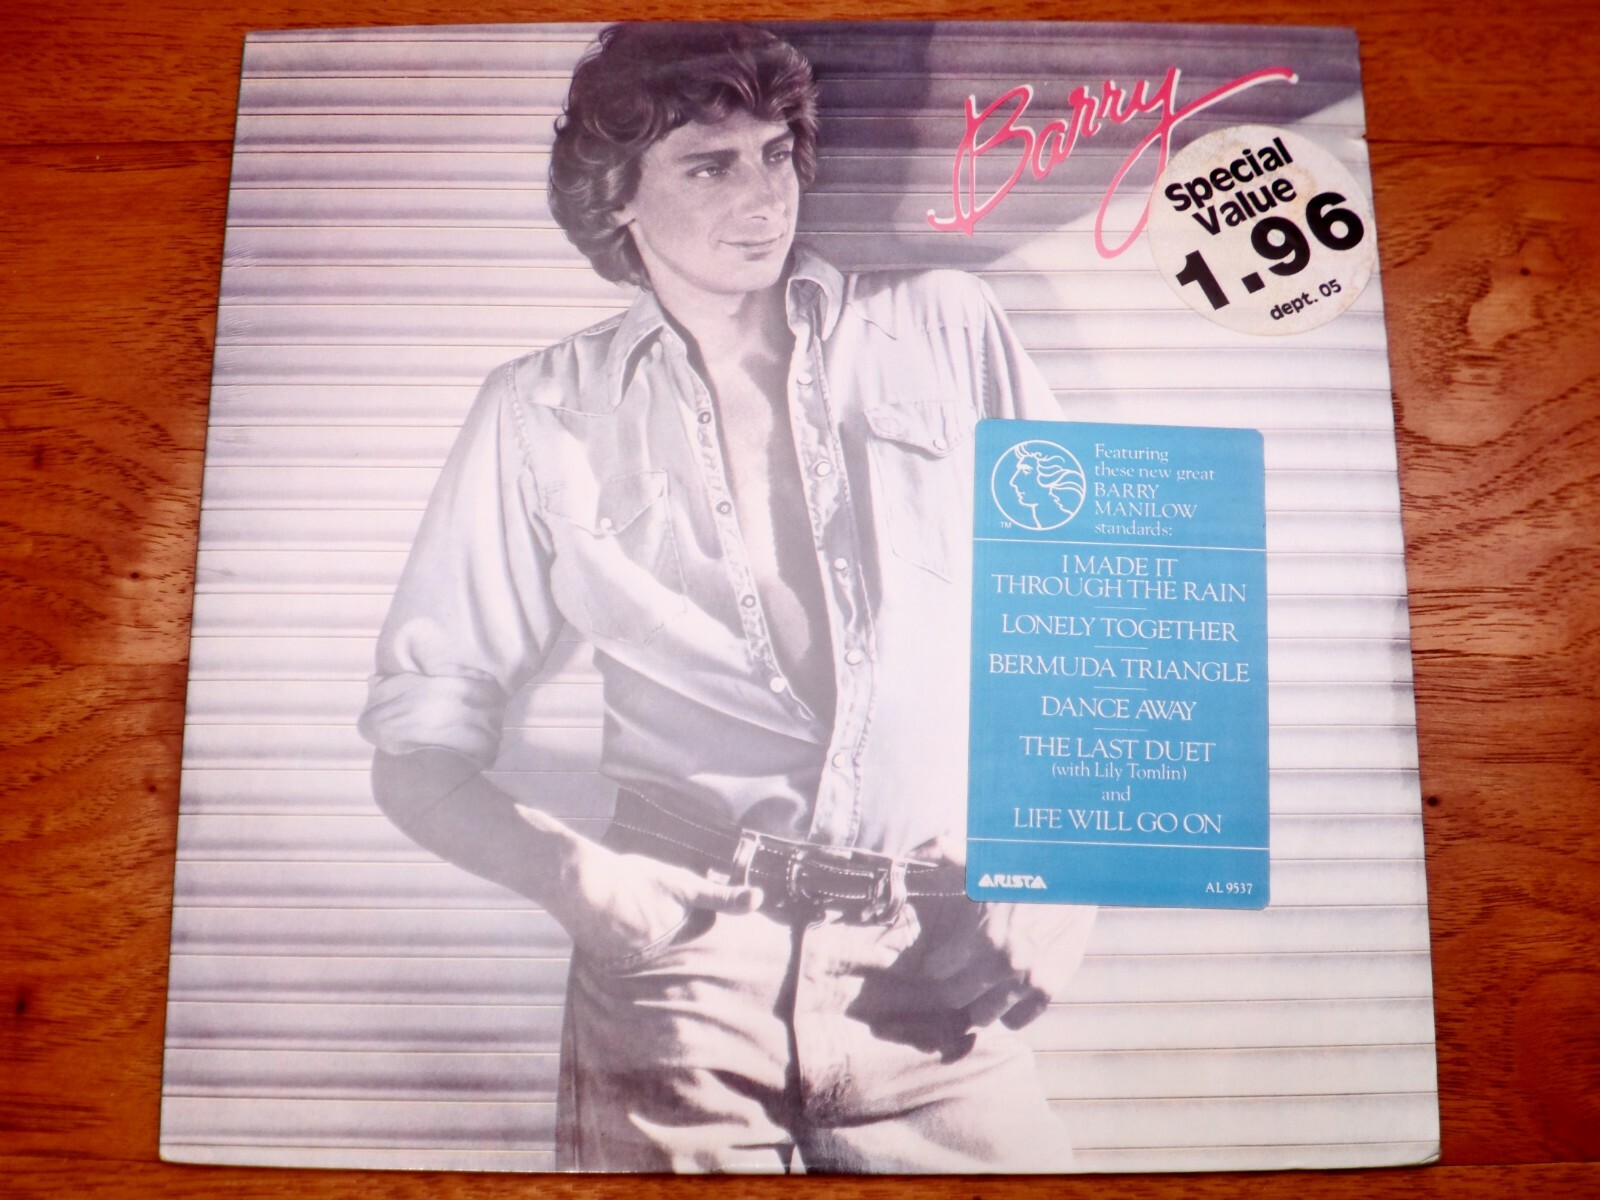 Barry
Special
Value
1.96
dept. 05
Featuring
these new great
BARRY
MANILOW
standards:
TM
I MADE IT
THROUGH THE RAIN
LONELY TOGETHER
BERMUDA TRIANGLE
DANCE AWAY
THE LAST DUET
(with Lily Tomlin)
and
LIFE WILL GO ON
ARISTA
AL 9537